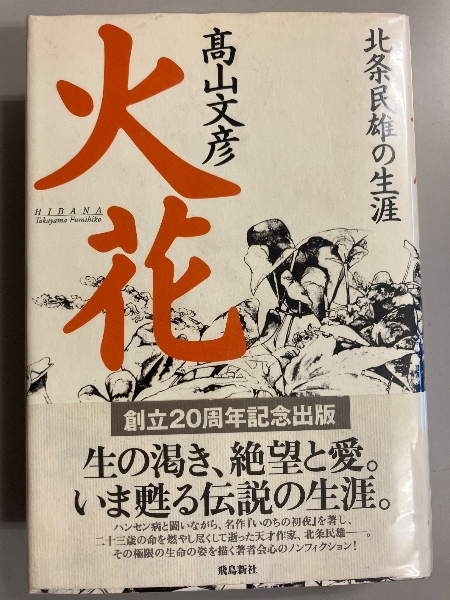 北条民雄の生涯
髙山文彦
火花
HIBANA
Takayama Fumihiko
創立20周年記念出版
生の渇き、絶望と愛。
いま甦る伝説の生涯。
ハンセン病と闘いながら、名作『いのちの初夜』を著し、
二十三歳の命を燃やし尽くして逝った天才作家、北条民雄――。
その極限の生命の姿を描く著者会心のノンフィクション!
飛鳥新社